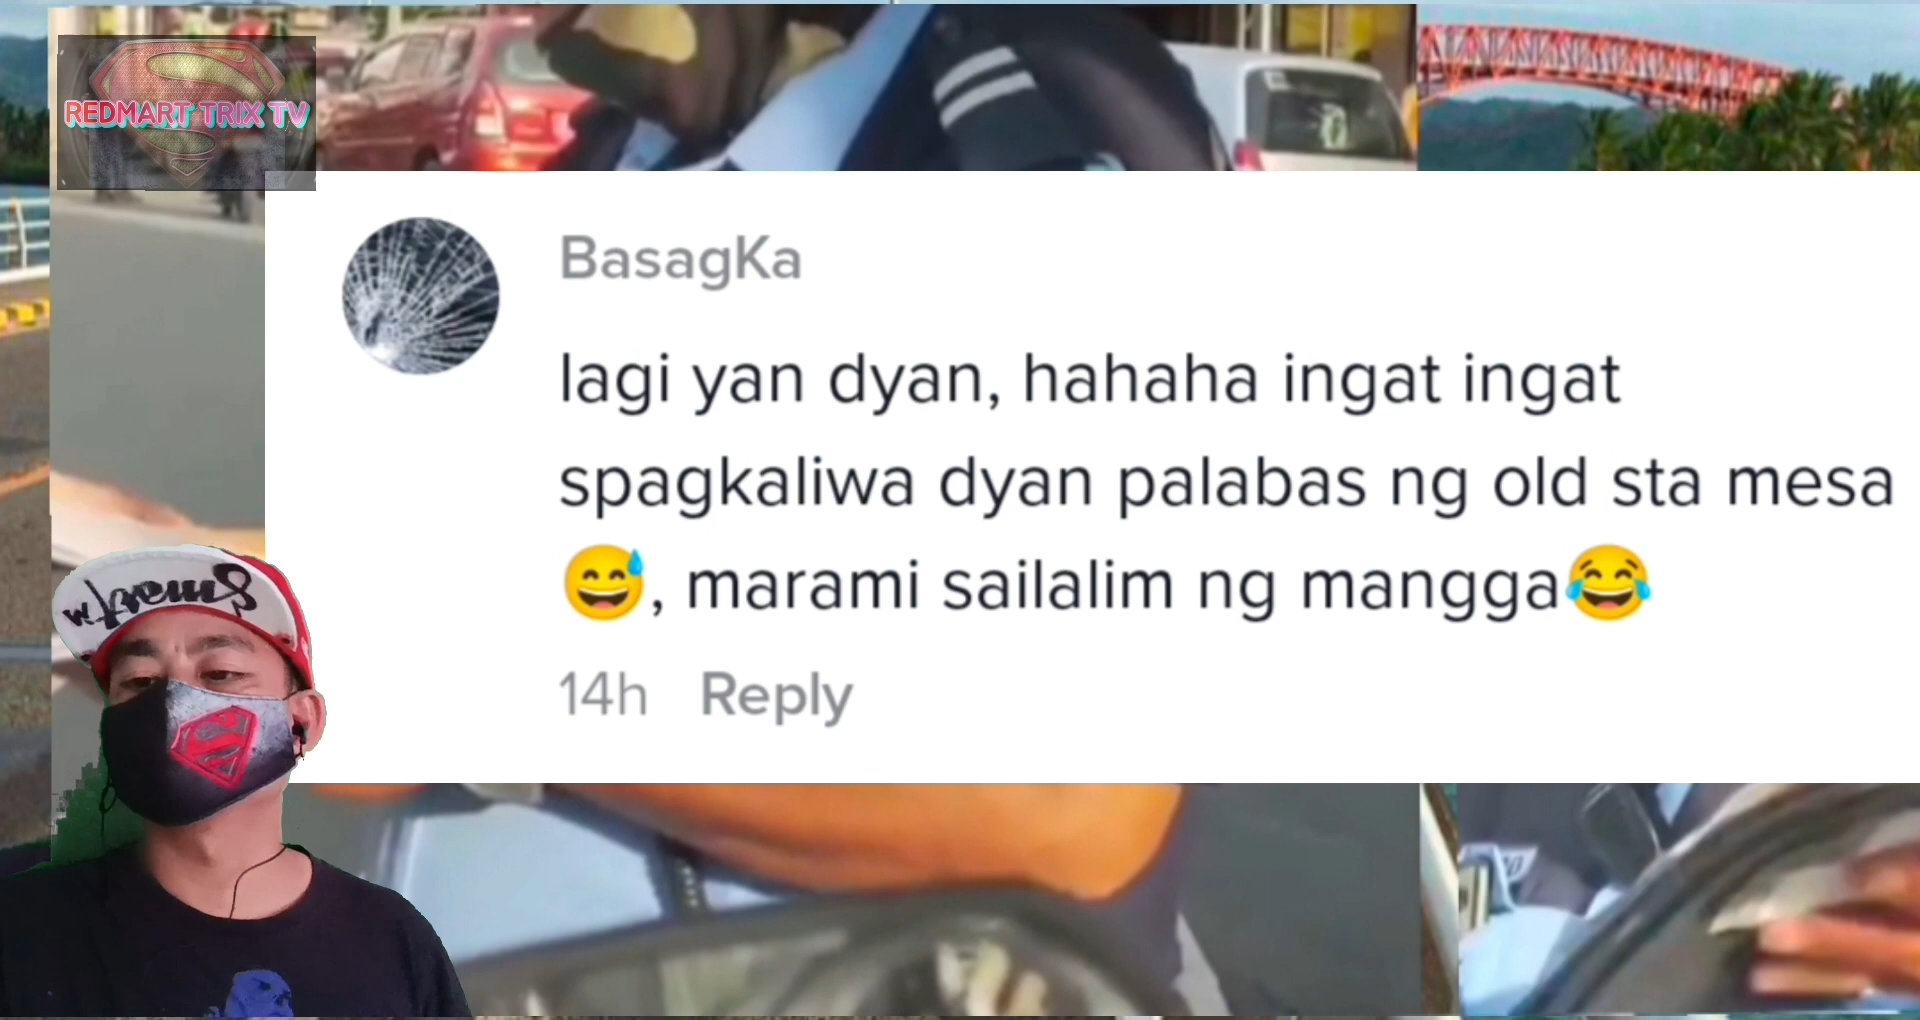 REDMART TRIX TV
BasagKa
lagi yan dyan, hahaha ingat ingat
spagkaliwa dyan palabas ng old sta mesa
😅, marami sailalim ng mangga😂
14h Reply